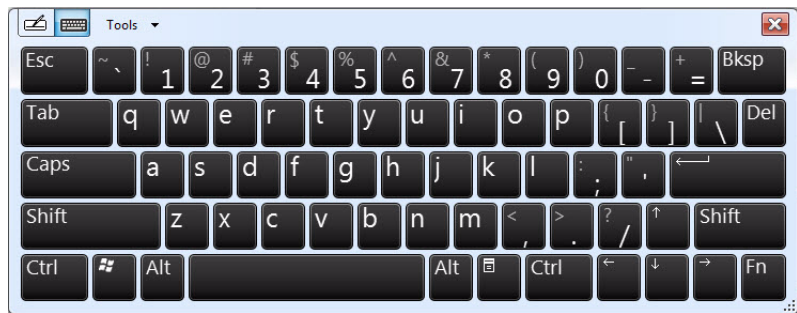 Tools
Esc ~ ` ! 1 @ 2 # 3 $ 4 % 5 ^ 6 & 7 * 8 ( 9 ) 0 _ - + = Bksp
Tab q w e r t y u i o p { [ } ] | \ Del
Caps a s d f g h j k l : ; " ' 
Shift z x c v b n m < , > . ? / ↑ Shift
Ctrl Alt Alt Ctrl ← ↓ → Fn